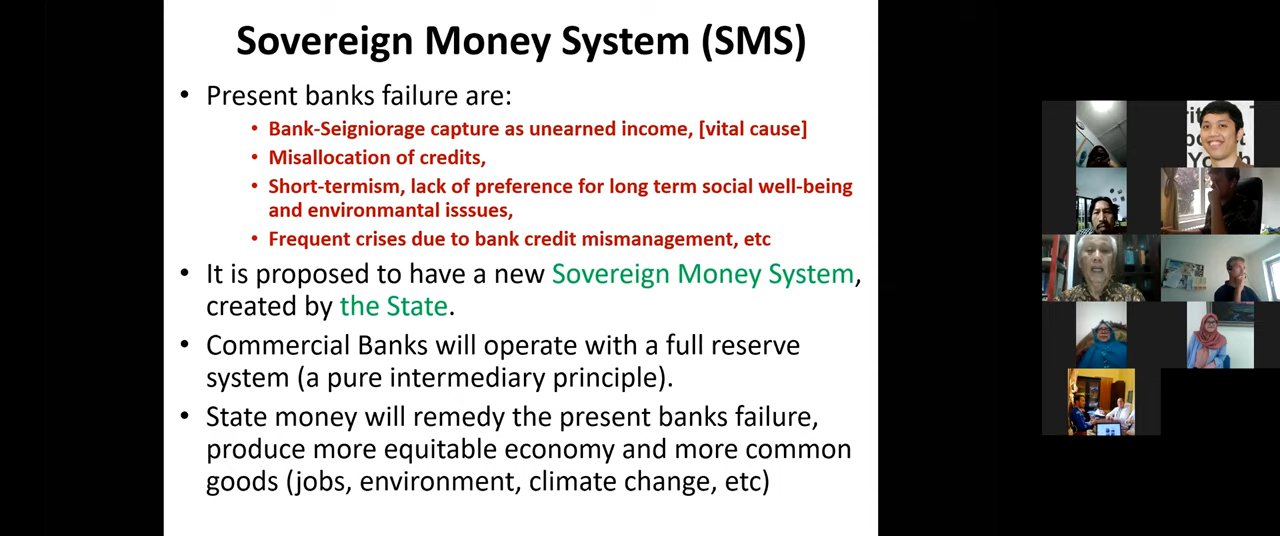 Sovereign Money System (SMS)
• Present banks failure are:
• Bank-Seigniorage capture as unearned income, [vital cause]
• Misallocation of credits,
• Short-termism, lack of preference for long term social well-being
and environmantal isssues,
• Frequent crises due to bank credit mismanagement, etc
• It is proposed to have a new Sovereign Money System,
created by the State.
• Commercial Banks will operate with a full reserve
system (a pure intermediary principle).
• State money will remedy the present banks failure,
produce more equitable economy and more common
goods (jobs, environment, climate change, etc)